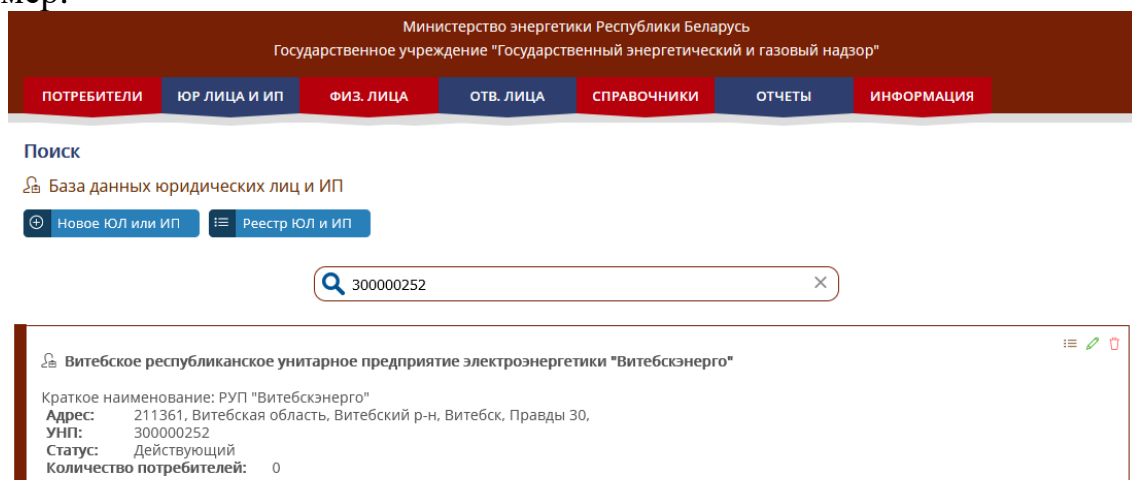 мер:
Министерство энергетики Республики Беларусь
Государственное учреждение "Государственный энергетический и газовый надзор"
ПОТРЕБИТЕЛИ ЮР ЛИЦА И ИП ФИЗ. ЛИЦА ОТВ. ЛИЦА СПРАВОЧНИКИ ОТЧЕТЫ ИНФОРМАЦИЯ
Поиск
База данных юридических лиц и ИП
Новое ЮЛ или ИП Реестр ЮЛ и ИП
300000252
Витебское республиканское унитарное предприятие электроэнергетики "Витебскэнерго"
Краткое наименование: РУП "Витебскэнерго"
Адрес: 211361, Витебская область, Витебский р-н, Витебск, Правды 30,
УНП: 300000252
Статус: Действующий
Количество потребителей: 0